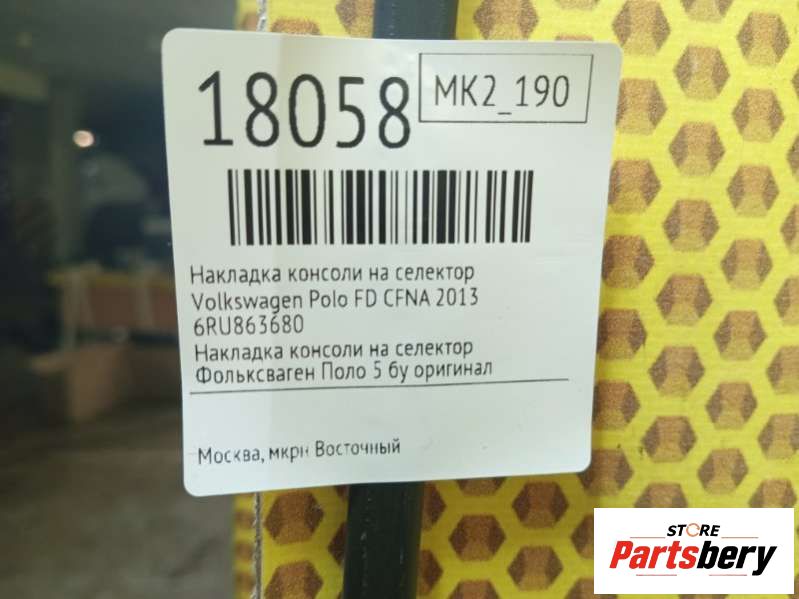 18058
MK2_190
Накладка консоли на селектор
Volkswagen Polo FD CFNA 2013
6RU863680
Накладка консоли на селектор
Фольксваген Поло 5 бу оригинал
Москва, мкрн Восточный
STORE
Partsbery